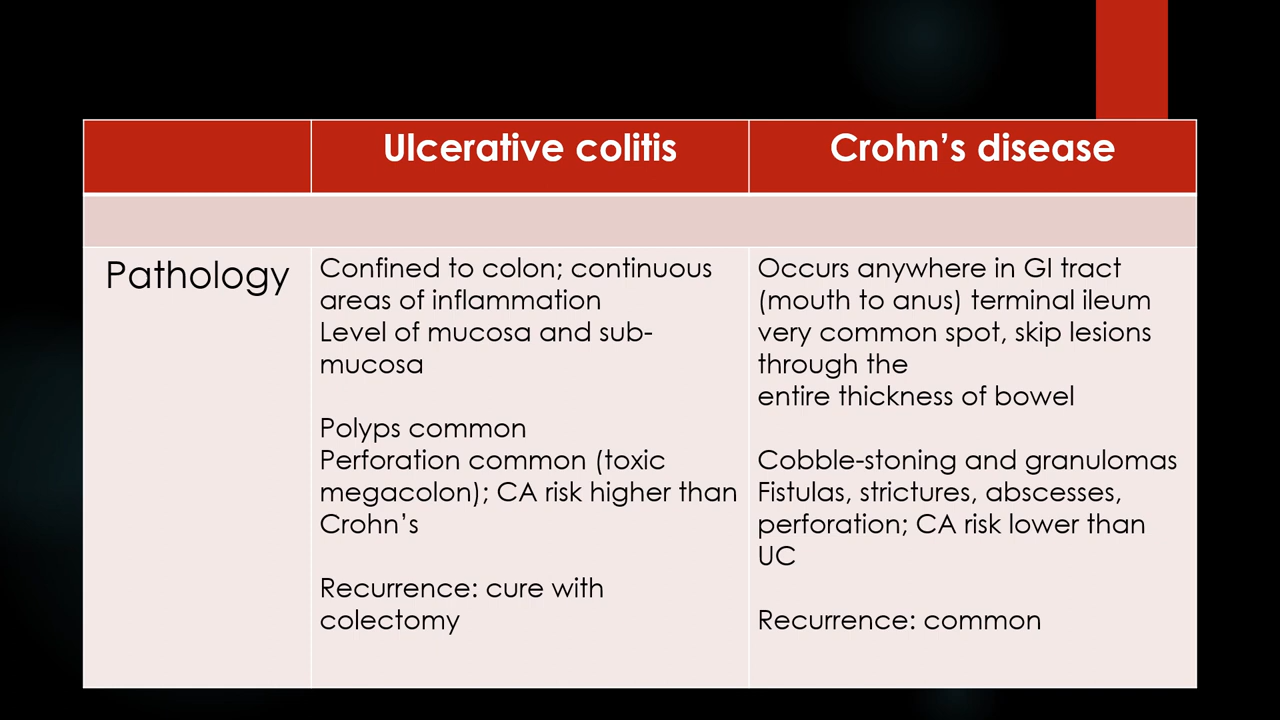 Ulcerative colitis
Crohn’s disease
Pathology
Confined to colon; continuous
areas of inflammation
Level of mucosa and sub-
mucosa
Polyps common
Perforation common (toxic
megacolon); CA risk higher than
Crohn’s
Recurrence: cure with
colectomy
Occurs anywhere in GI tract
(mouth to anus) terminal ileum
very common spot, skip lesions
through the
entire thickness of bowel
Cobble-stoning and granulomas
Fistulas, strictures, abscesses,
perforation; CA risk lower than
UC
Recurrence: common